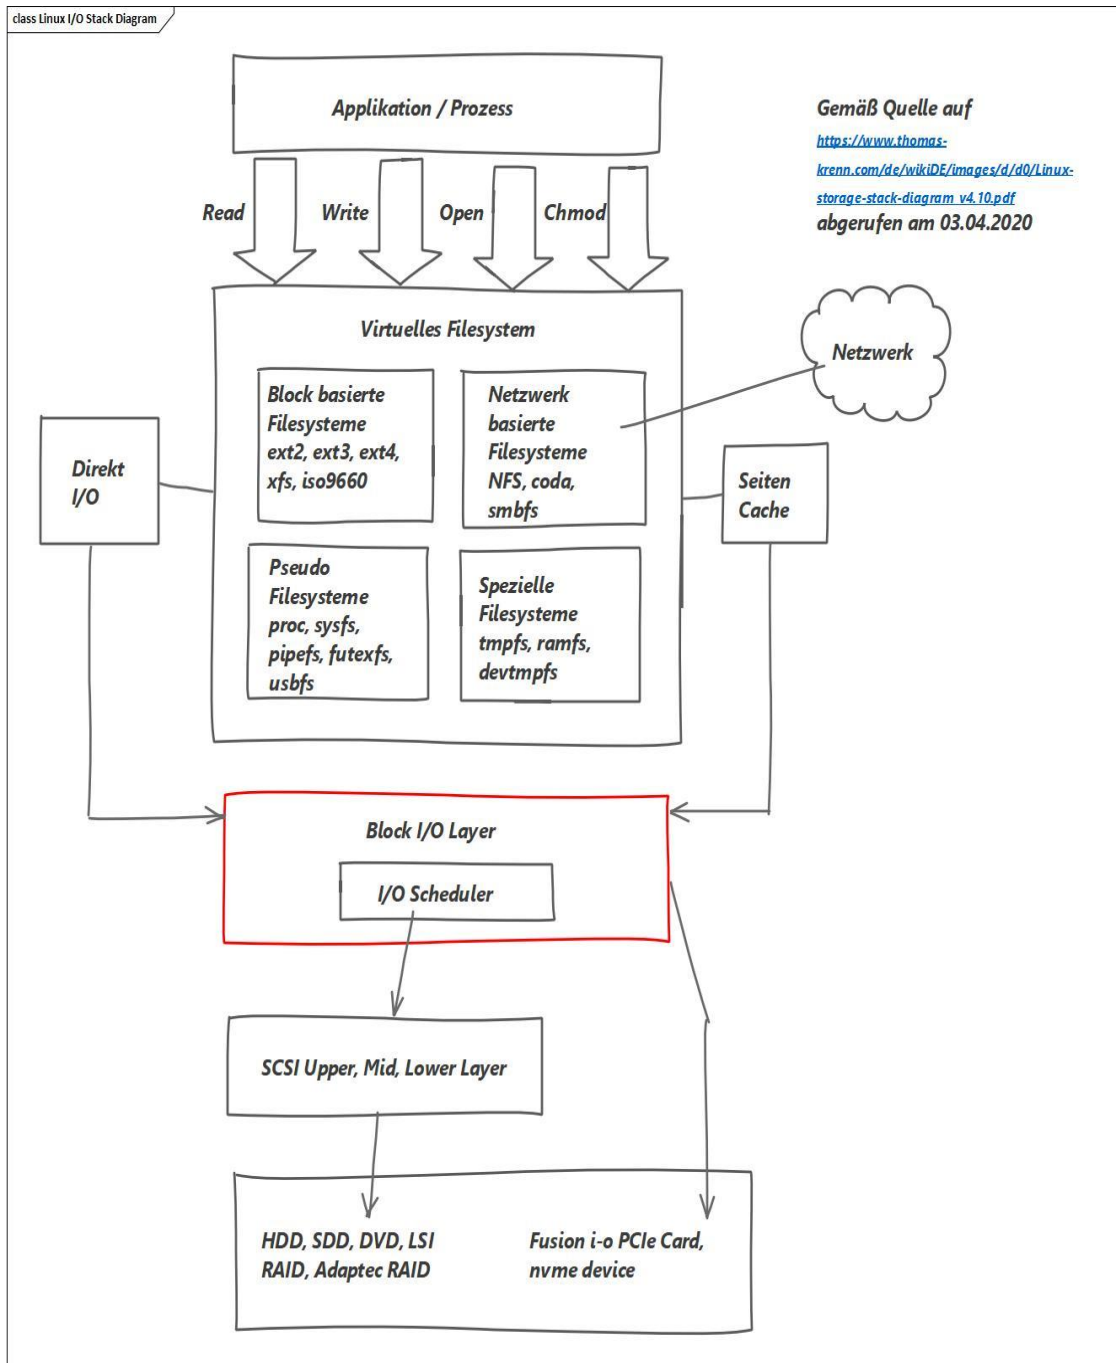 class Linux I/O Stack Diagram
Applikation / Prozess
Gemäß Quelle auf
https://www.thomas-
krenn.com/de/wikiDE/images/d/d0/Linux-
storage-stack-diagram_v4.10.pdf
abgerufen am 03.04.2020
Read
Write
Open
Chmod
Virtuelles Filesystem
Netzwerk
Block basierte
Filesysteme
ext2, ext3, ext4,
xfs, iso9660
Netzwerk
basierte
Filesysteme
NFS, coda,
smbfs
Direkt
I/O
Seiten
Cache
Pseudo
Filesysteme
proc, sysfs,
pipefs, futexfs,
usbfs
Spezielle
Filesysteme
tmpfs, ramfs,
devtmpfs
Block I/O Layer
I/O Scheduler
SCSI Upper, Mid, Lower Layer
HDD, SDD, DVD, LSI
RAID, Adaptec RAID
Fusion i-o PCIe Card,
nvme device